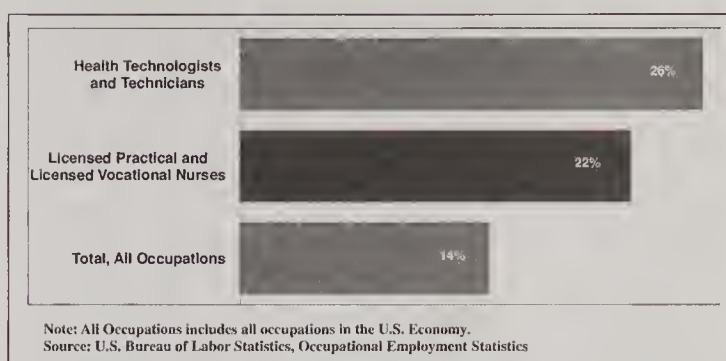 Health Technologists
and Technicians
26%
Licensed Practical and
Licensed Vocational Nurses
22%
Total, All Occupations
14%
Note: All Occupations includes all occupations in the U.S. Economy.
Source: U.S. Bureau of Labor Statistics, Occupational Employment Statistics